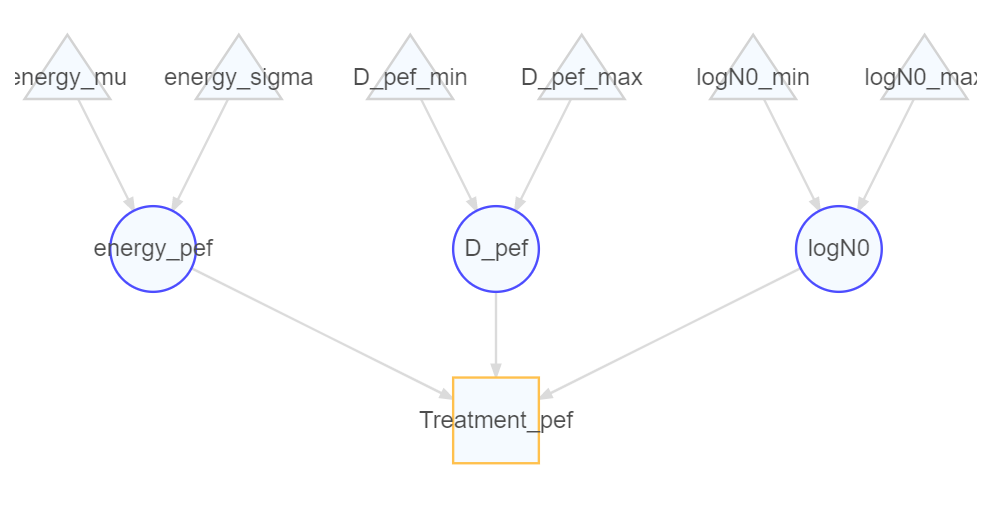 energy_mu
energy_sigma
D_pef_min
D_pef_max
logN0_min
logN0_max
energy_pef
D_pef
logN0
Treatment_pef